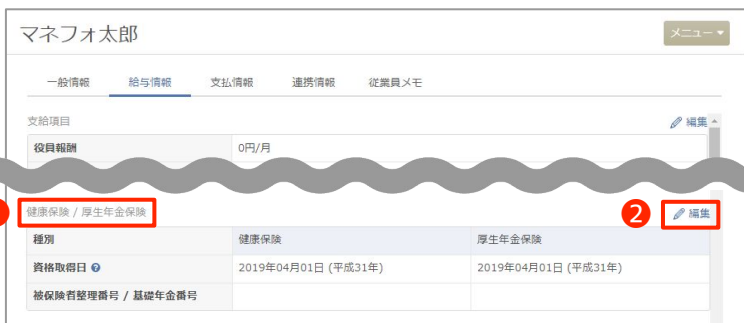 マネフォ太郎 メニュー
一般情報 給与情報 支払情報 連携情報 従業員メモ
支給項目 編集
役員報酬 0円/月
健康保険 / 厚生年金保険 2 編集
種別 健康保険 厚生年金保険
資格取得日 ? 2019年04月01日 (平成31年) 2019年04月01日 (平成31年)
被保険者整理番号 / 基礎年金番号